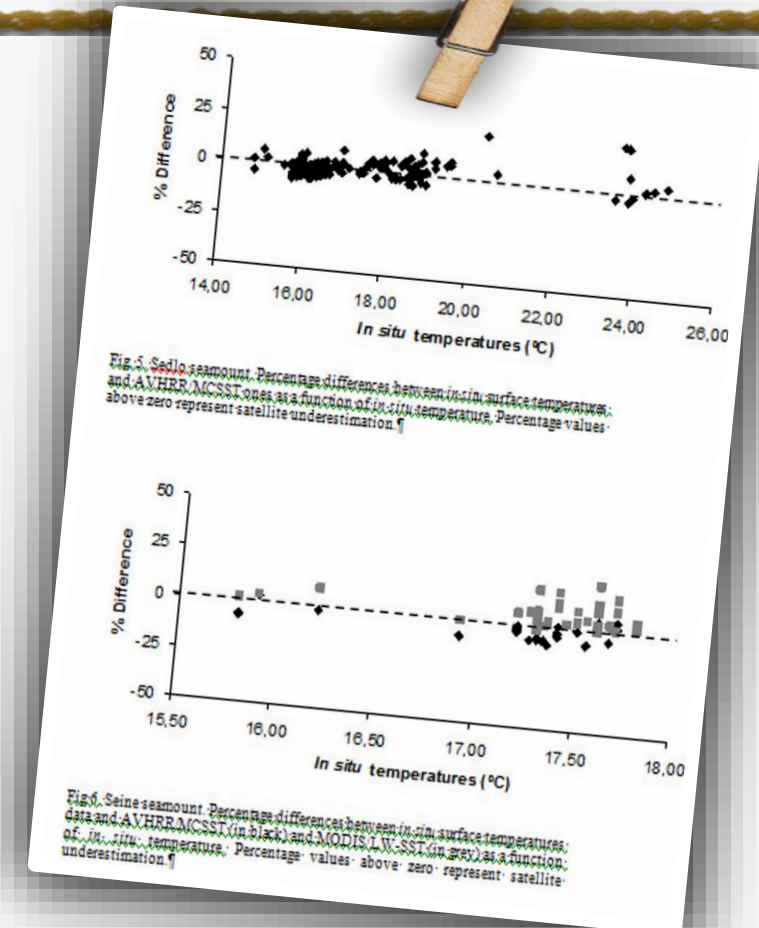 50
25
0
-25
-50
% Difference
14,00 16,00 18,00 20,00 22,00 24,00 26,00
In situ temperatures (ºC)
Fig.5. Sedlo seamount. Percentage differences between in-situ surface temperatures
and AVHRR/MCSST ones as a function of in situ temperature. Percentage values
above zero represent satellite underestimation.¶
50
25
0
-25
-50
% Difference
15,50 16,00 16,50 17,00 17,50 18,00
In situ temperatures (ºC)
Fig.6. Seine seamount. Percentage differences between in-situ surface temperatures
data and AVHRR/MCSST (in black) and MODIS/LW-SST (in grey) as a function
of in situ temperature. Percentage values above zero represent satellite
underestimation.¶